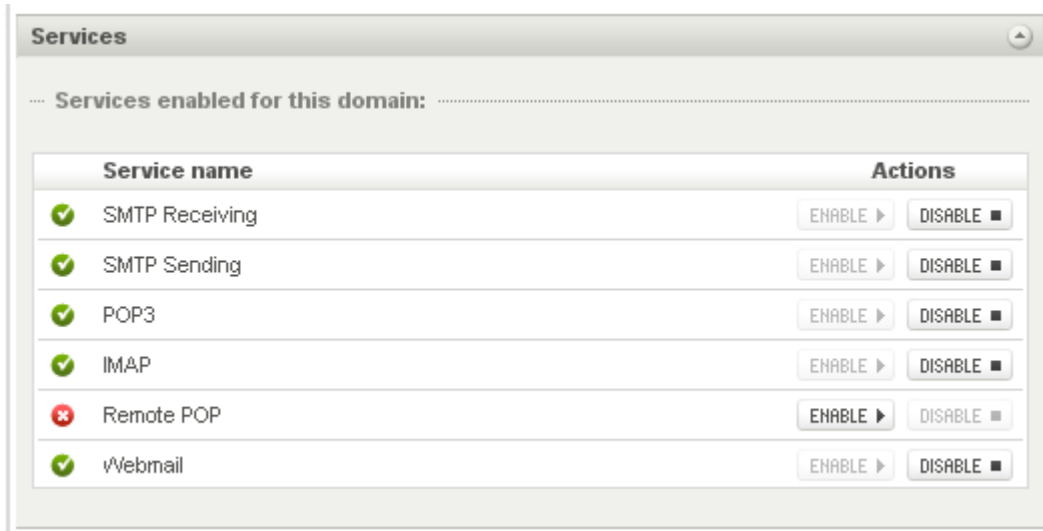 Services
Services enabled for this domain:
Service name Actions
SMTP Receiving ENABLE DISABLE
SMTP Sending ENABLE DISABLE
POP3 ENABLE DISABLE
IMAP ENABLE DISABLE
Remote POP ENABLE DISABLE
Webmail ENABLE DISABLE